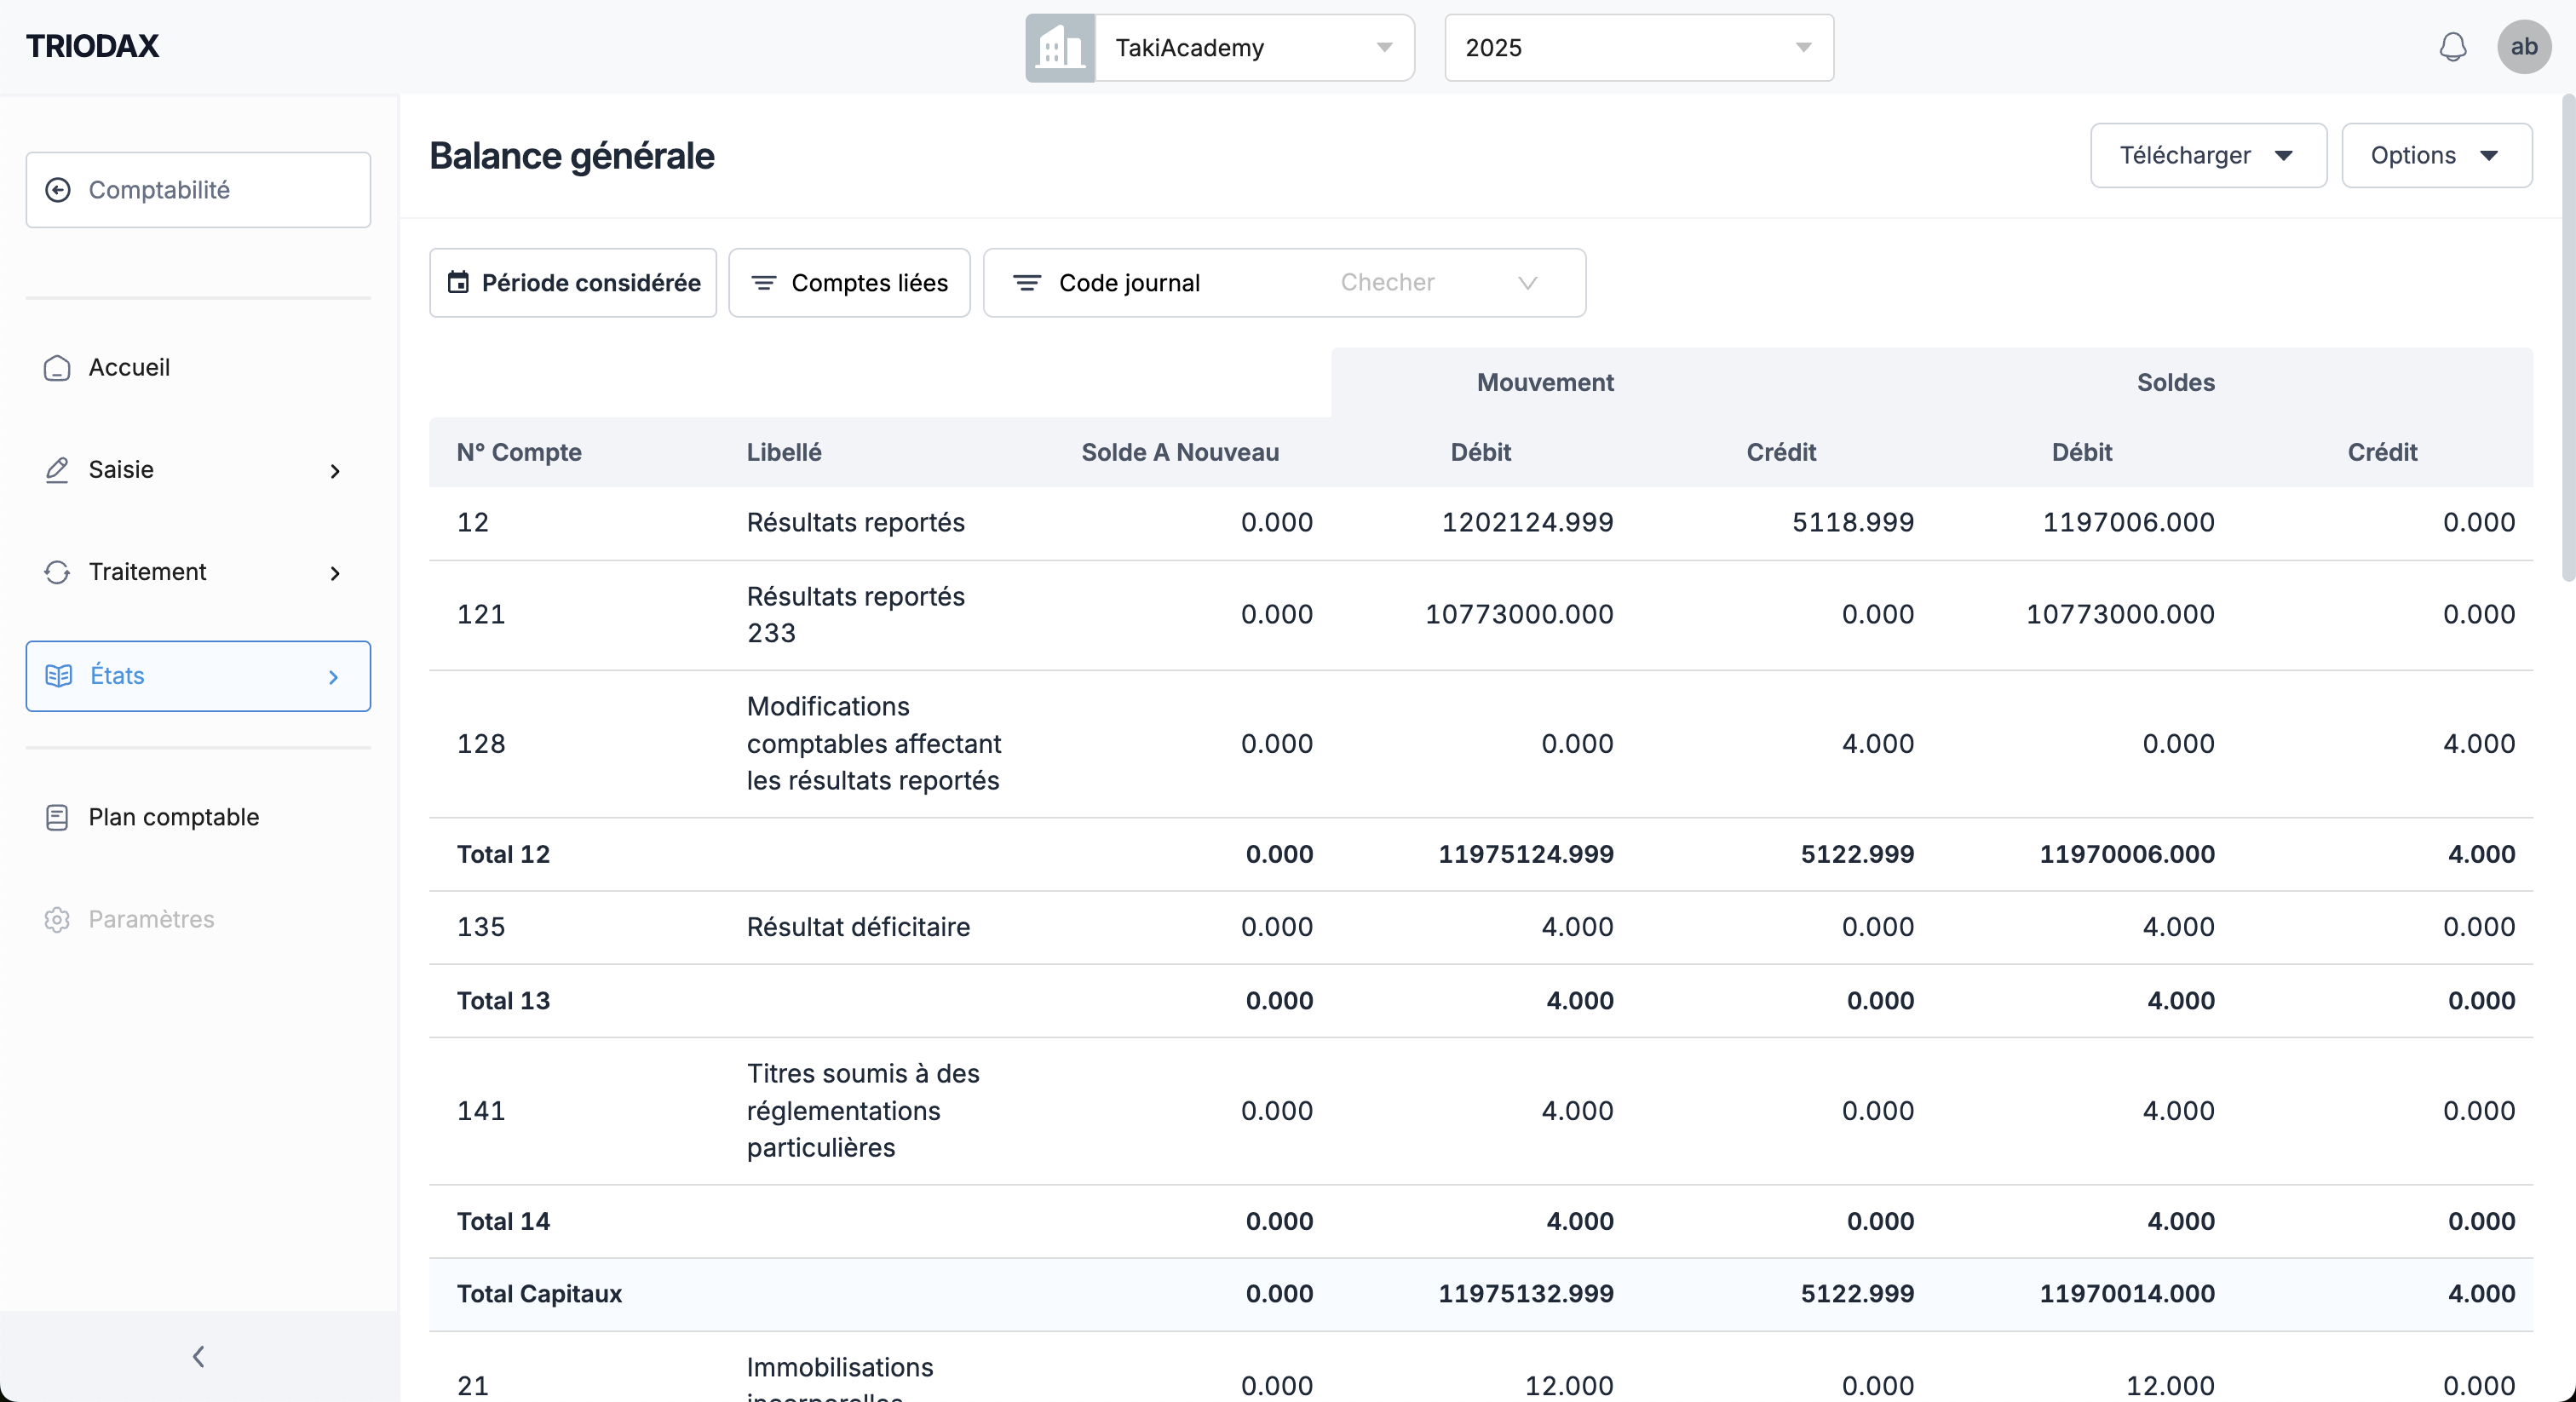 TRIODAX
TakiAcademy
2025
ab
Comptabilité
Accueil
Saisie
Traitement
États
Plan comptable
Paramètres
Balance générale
Télécharger
Options
Période considérée
Comptes liées
Code journal
Checher
Mouvement Soldes
N° Compte Libellé Solde A Nouveau Débit Crédit Débit Crédit
12 Résultats reportés 0.000 1202124.999 5118.999 1197006.000 0.000
121 Résultats reportés
233 0.000 10773000.000 0.000 10773000.000 0.000
128 Modifications
comptables affectant
les résultats reportés 0.000 0.000 4.000 0.000 4.000
Total 12 0.000 11975124.999 5122.999 11970006.000 4.000
135 Résultat déficitaire 0.000 4.000 0.000 4.000 0.000
Total 13 0.000 4.000 0.000 4.000 0.000
141 Titres soumis à des
réglementations
particulières 0.000 4.000 0.000 4.000 0.000
Total 14 0.000 4.000 0.000 4.000 0.000
Total Capitaux 0.000 11975132.999 5122.999 11970014.000 4.000
21 Immobilisations 0.000 12.000 0.000 12.000 0.000